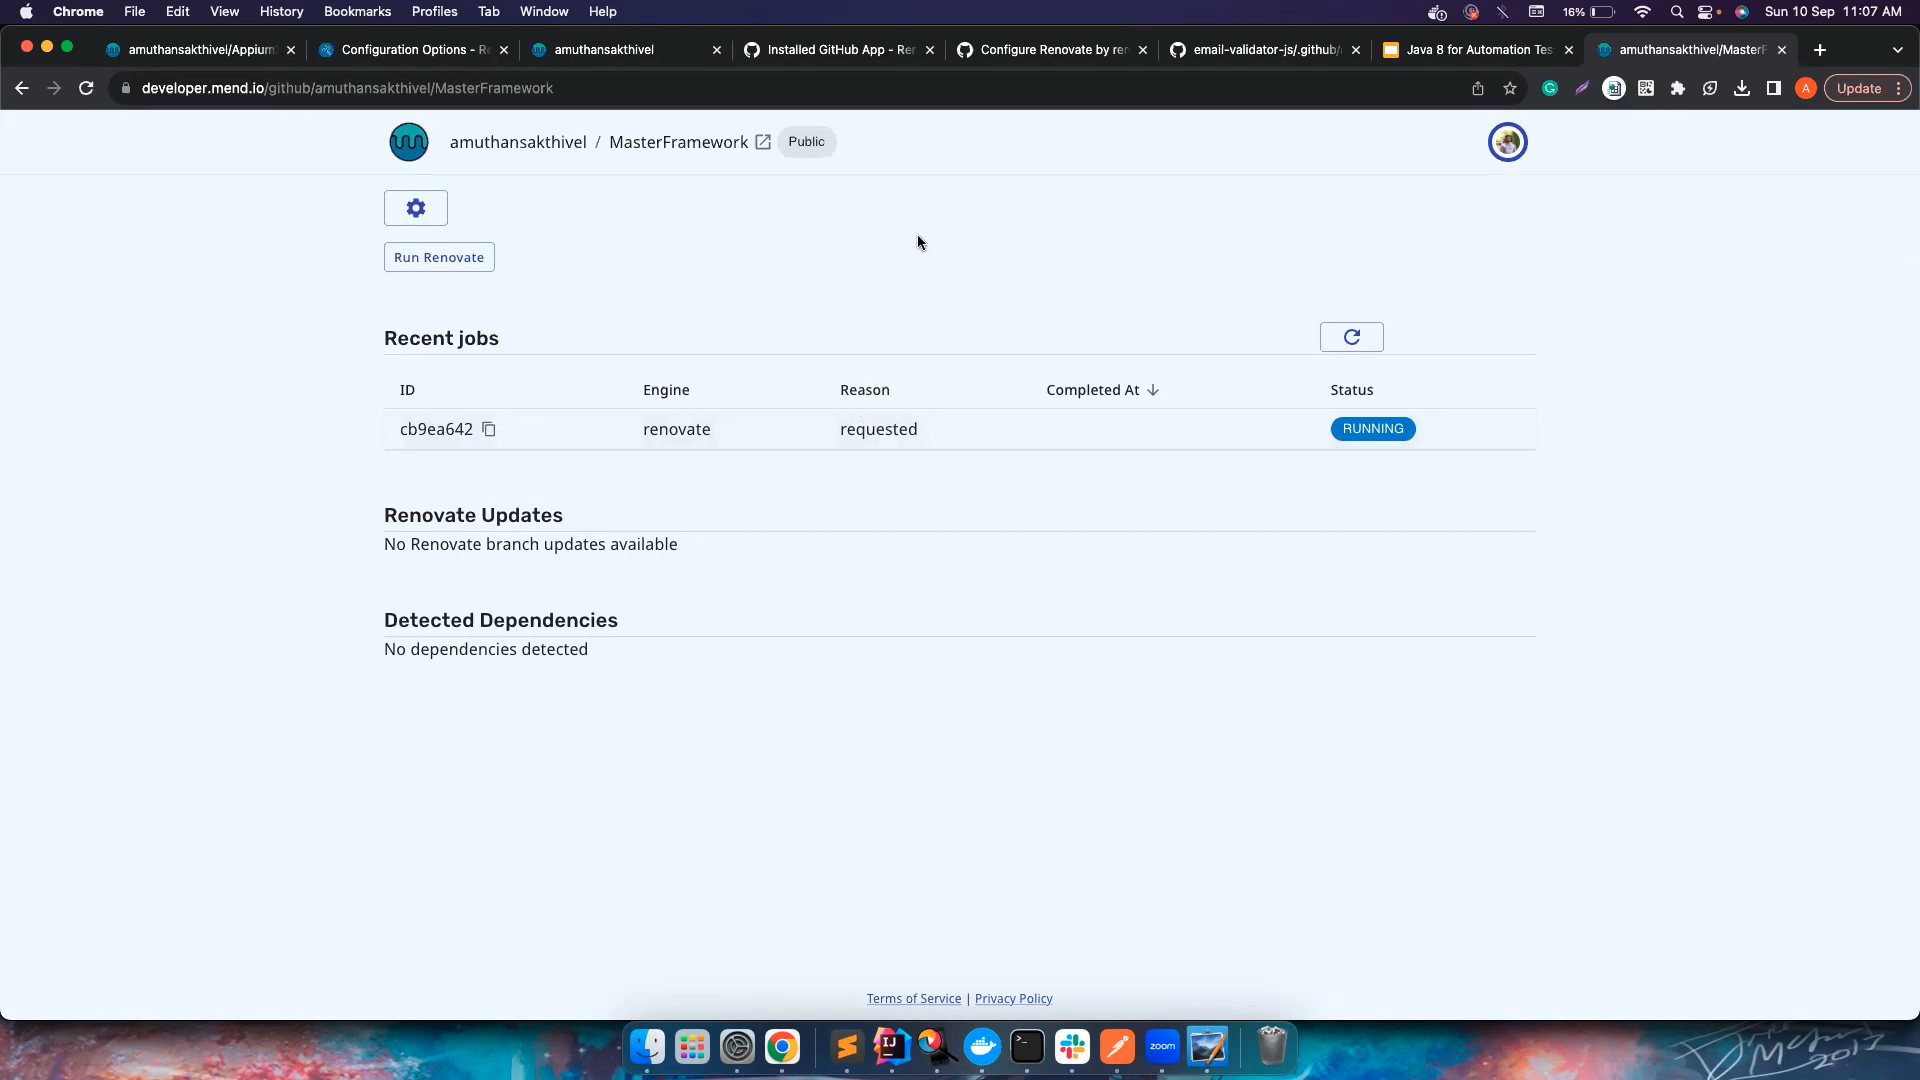 Chrome File Edit View History Bookmarks Profiles Tab Window Help 16% Sun 10 Sep 11:07 AM
amuthansakthivel/Appium Configuration Options - Re amuthansakthivel Installed GitHub App - Ren Configure Renovate by ren email-validator-js/.github/ Java 8 for Automation Tes amuthansakthivel/MasterF
developer.mend.io/github/amuthansakthivel/MasterFramework A Update
amuthansakthivel / MasterFramework Public
Run Renovate
Recent jobs
ID Engine Reason Completed At Status
cb9ea642 renovate requested RUNNING
Renovate Updates
No Renovate branch updates available
Detected Dependencies
No dependencies detected
Terms of Service | Privacy Policy
IJ zoom
2017